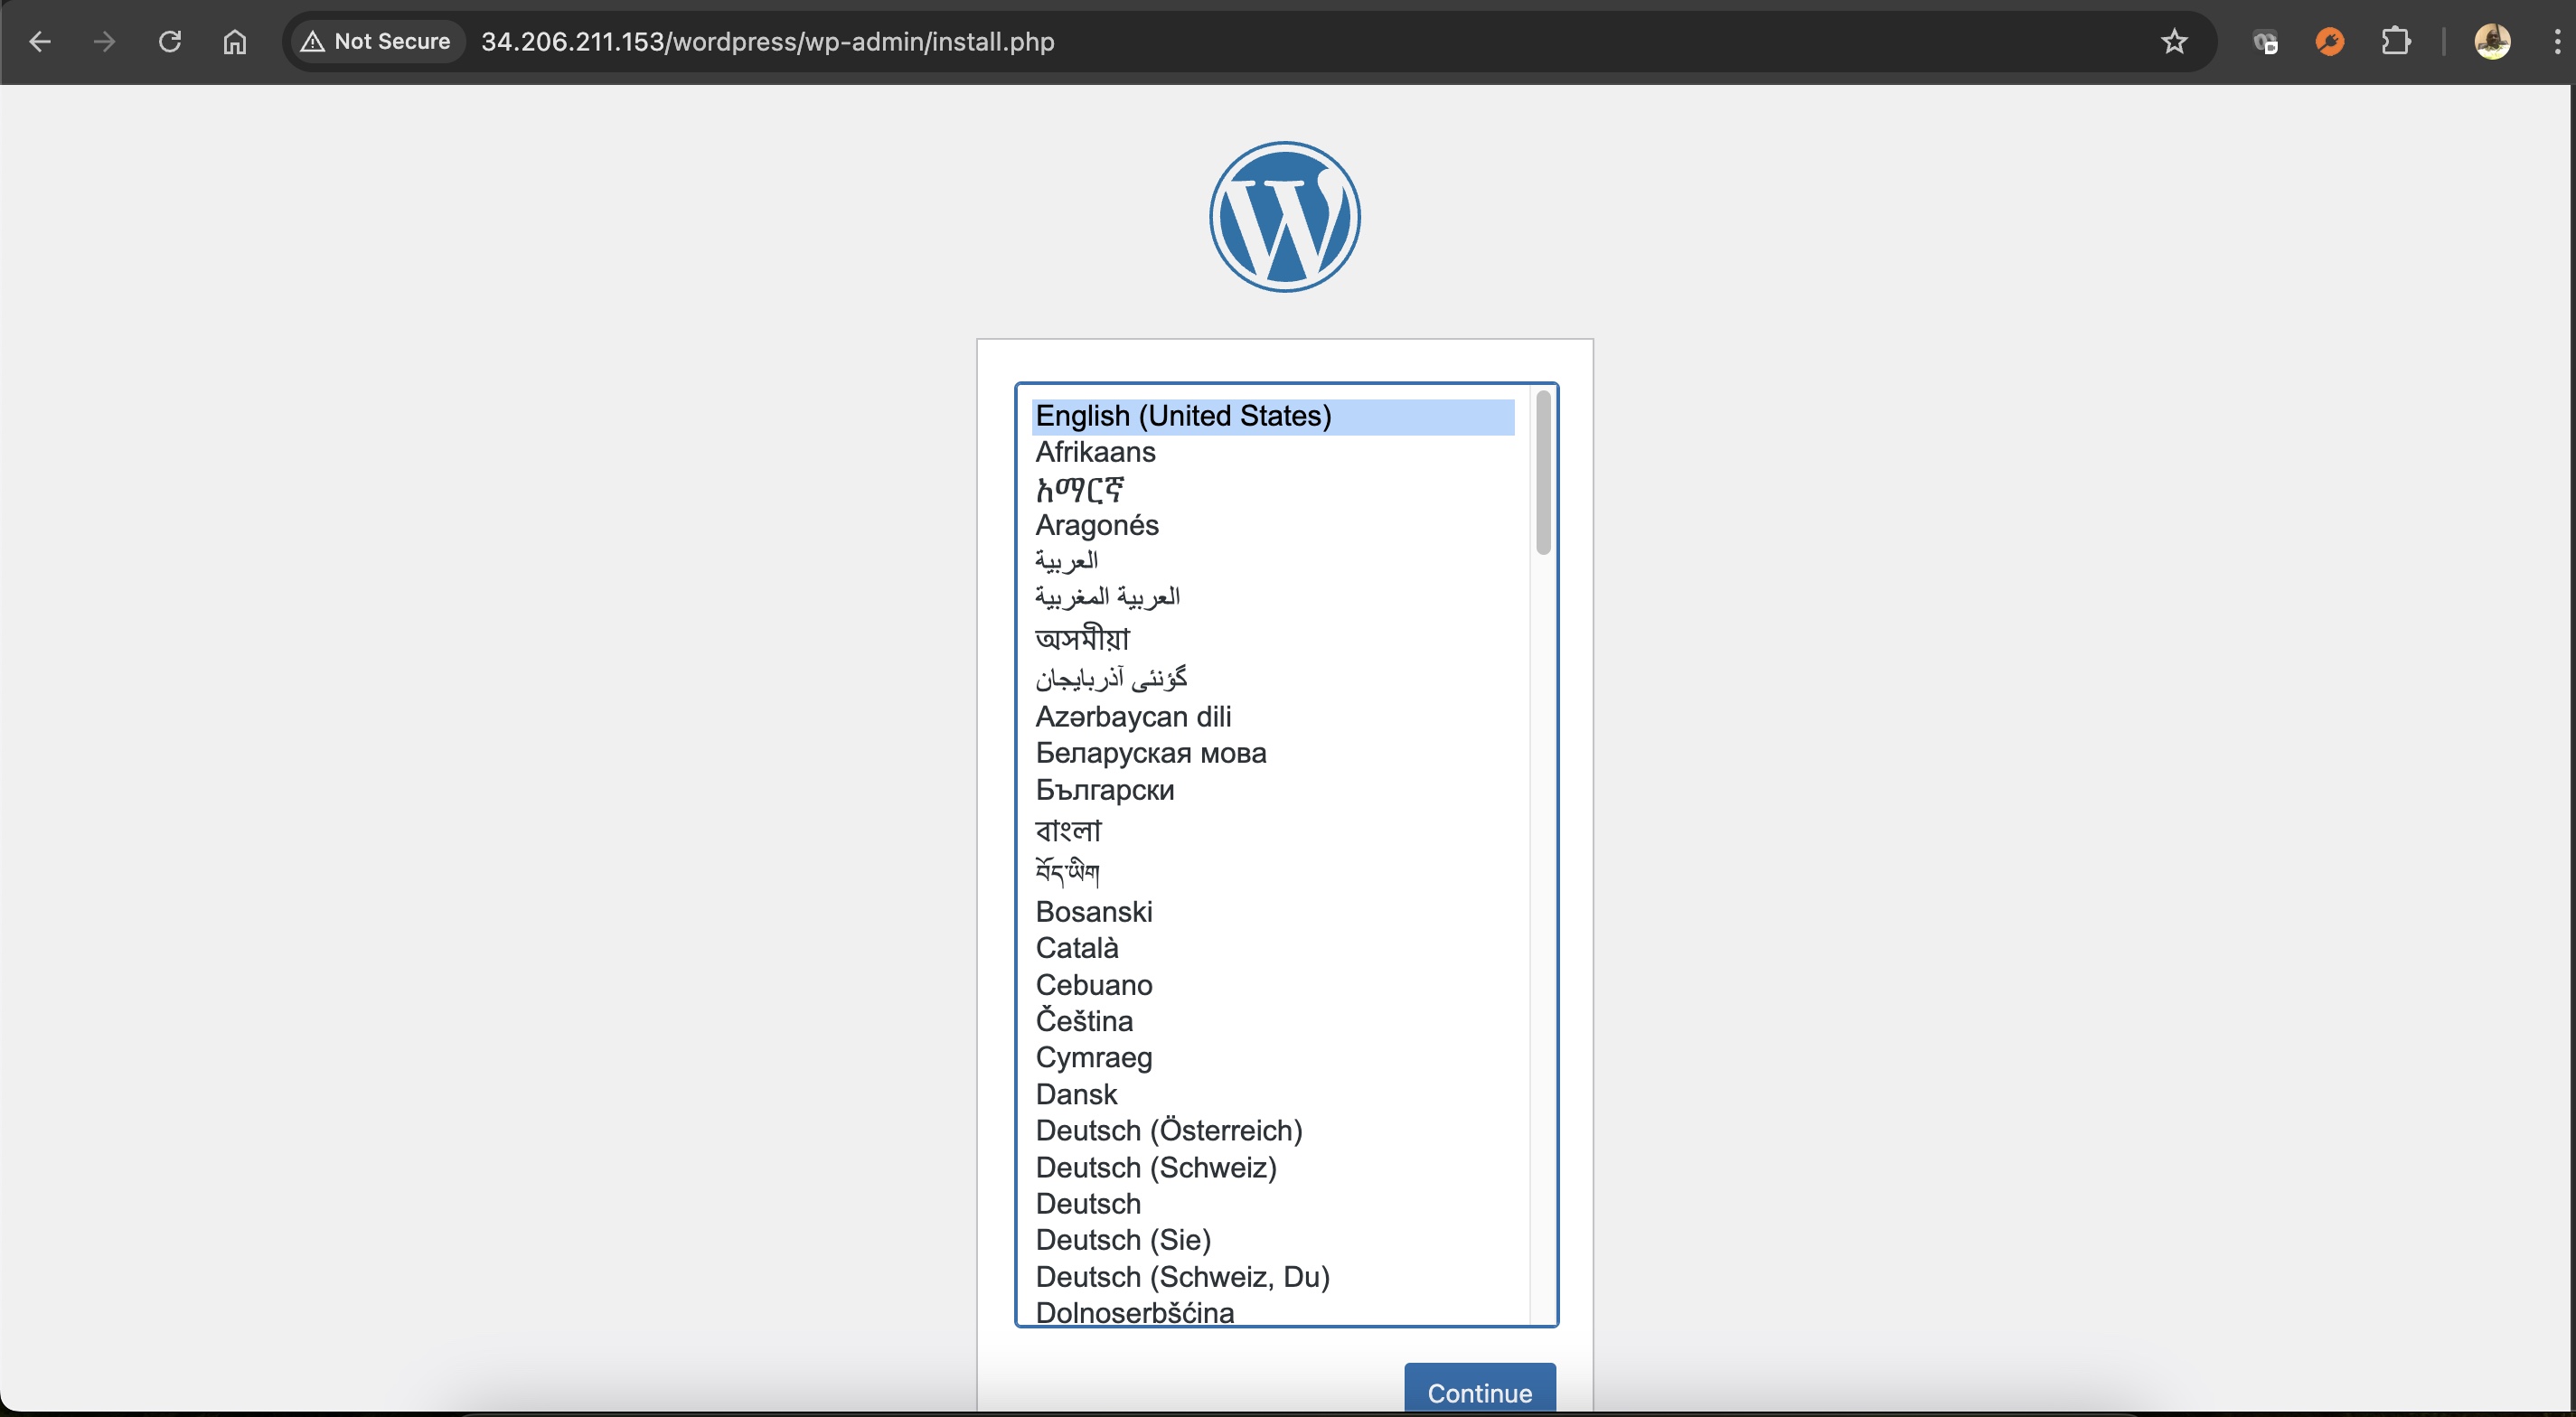 Not Secure 34.206.211.153/wordpress/wp-admin/install.php
English (United States)
Afrikaans
አማርኛ
Aragonés
العربية
العربية المغربية
অসমীয়া
گؤنئی آذربایجان
Azərbaycan dili
Беларуская мова
Български
বাংলা
བོད་ཡིག
Bosanski
Català
Cebuano
Čeština
Cymraeg
Dansk
Deutsch (Österreich)
Deutsch (Schweiz)
Deutsch
Deutsch (Sie)
Deutsch (Schweiz, Du)
Dolnoserbšćina
Continue